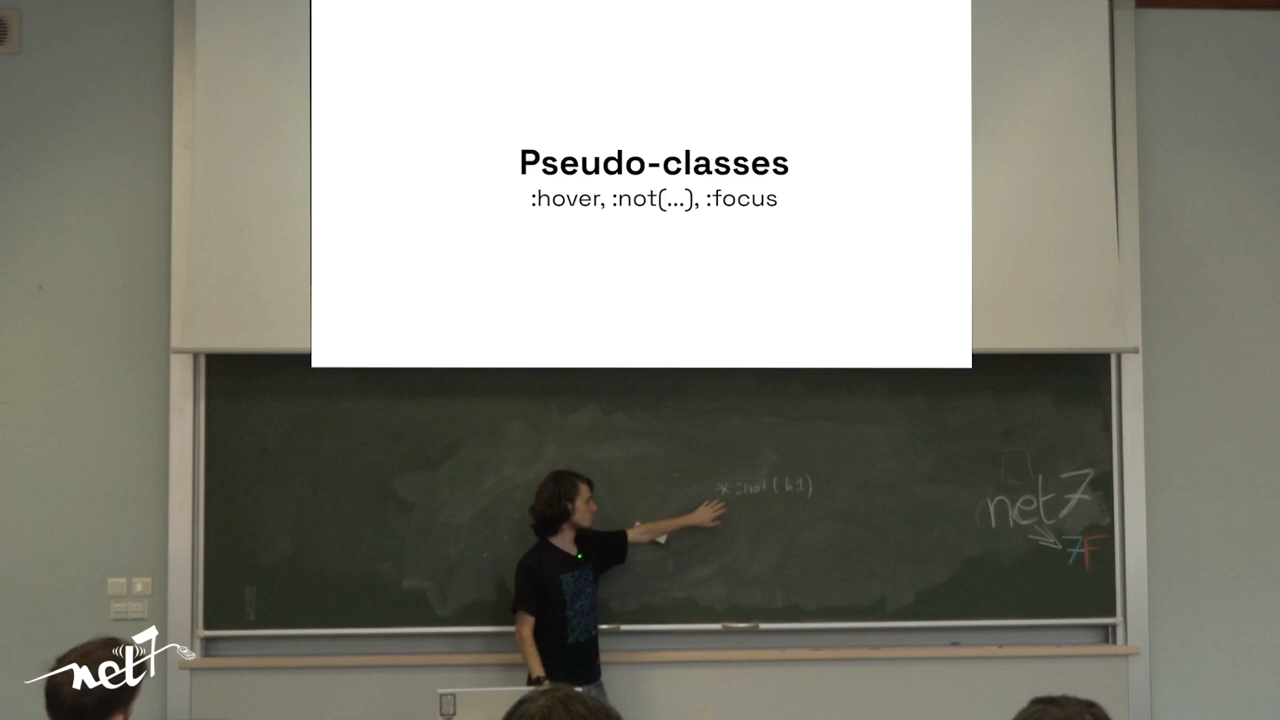 Pseudo-classes
:hover, :not(...), :focus
*:not(h1)
net7
7F
net7